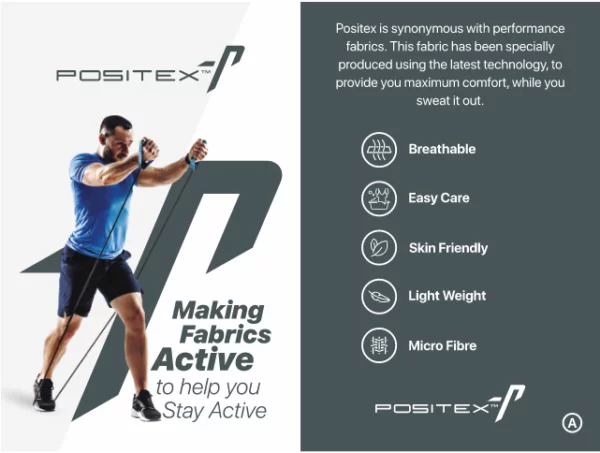 POSITEX™
Making
Fabrics
Active
to help you
Stay Active
Positex is synonymous with performance
fabrics. This fabric has been specially
produced using the latest technology, to
provide you maximum comfort, while you
sweat it out.
Breathable
Easy Care
Skin Friendly
Light Weight
Micro Fibre
POSITEX™
A